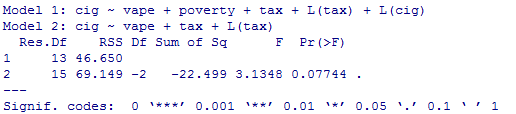 Model 1: cig ~ vape + poverty + tax + L(tax) + L(cig)
Model 2: cig ~ vape + tax + L(tax)
  Res.Df    RSS Df Sum of Sq      F  Pr(>F)
1     13 46.650
2     15 69.149 -2   -22.499 3.1348 0.07744 .
---
Signif. codes:  0 ‘***’ 0.001 ‘**’ 0.01 ‘*’ 0.05 ‘.’ 0.1 ‘ ’ 1